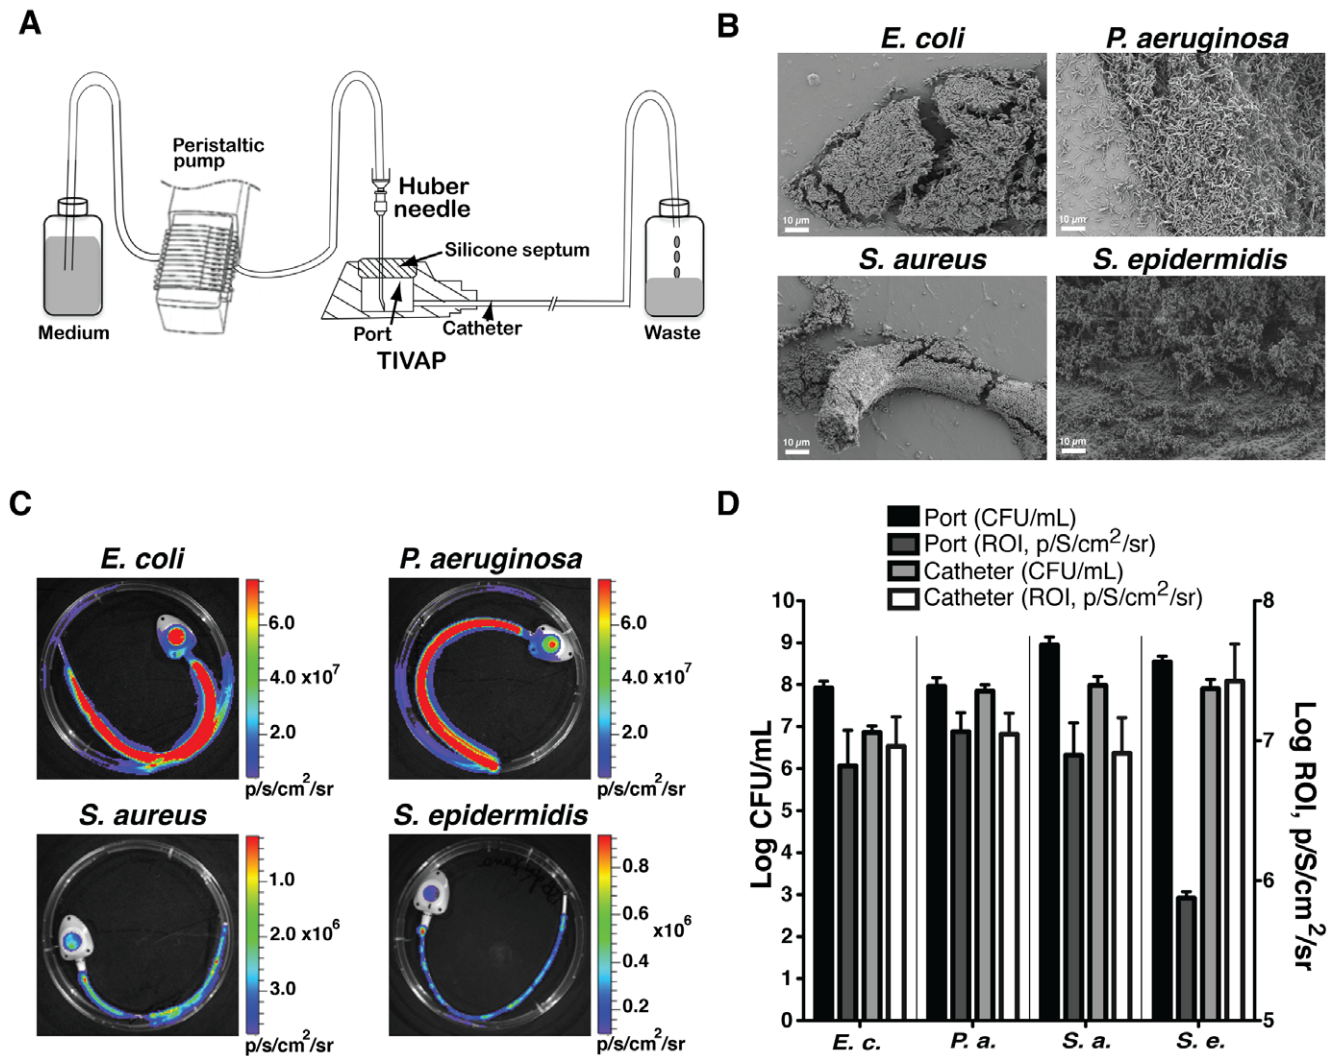 A
Peristaltic
pump
Huber
needle
Silicone septum
Medium
Port
Catheter
TIVAP
Waste
B
E. coli
P. aeruginosa
10 µm
10 µm
S. aureus
S. epidermidis
10 µm
10 µm
C
E. coli
P. aeruginosa
6.0
4.0 x10⁷
2.0
p/s/cm²/sr
6.0
4.0 x10⁷
2.0
p/s/cm²/sr
S. aureus
S. epidermidis
1.0
2.0 x10⁶
3.0
p/s/cm²/sr
0.8
0.6
x10⁶
0.4
0.2
p/s/cm²/sr
D
Port (CFU/mL)
Port (ROI, p/S/cm²/sr)
Catheter (CFU/mL)
Catheter (ROI, p/S/cm²/sr)
Log CFU/mL
10
9
8
7
6
5
4
3
2
1
0
8
7
6
5
Log ROI, p/S/cm²/sr
E. c.
P. a.
S. a.
S. e.